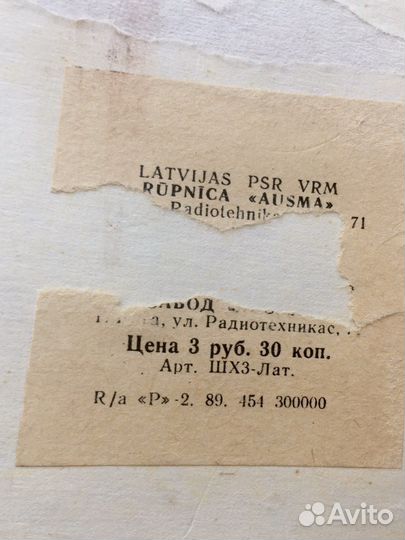 LATVIJAS PSR VRM
RŪPNĪCA «AUSMA»
Radiotehnika 71
ул. Радиотехникас,
Цена 3 руб. 30 коп.
Арт. ШХЗ-Лат.
R/a «P» -2. 89. 454 300000
Avito